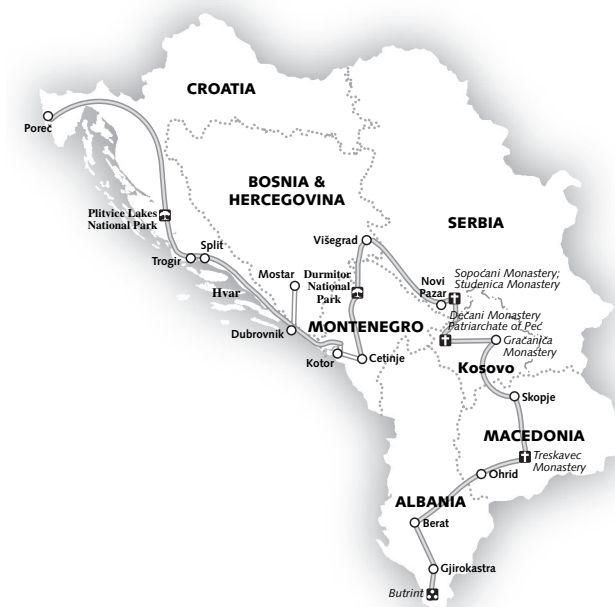 CROATIA
Poreč
BOSNIA &
HERCEGOVINA
Plitvice Lakes
National Park
SERBIA
Split
Trogir
Višegrad
Mostar
Durmitor
National
Park
Hvar
Novi
Pazar
Sopoćani Monastery;
Studenica Monastery
Dečani Monastery
Patriarchate of Peć
Dubrovnik
MONTENEGRO
Gračanica
Monastery
Kotor
Cetinje
Kosovo
Skopje
MACEDONIA
Treskavec
Monastery
Ohrid
ALBANIA
Berat
Gjirokastra
Butrint